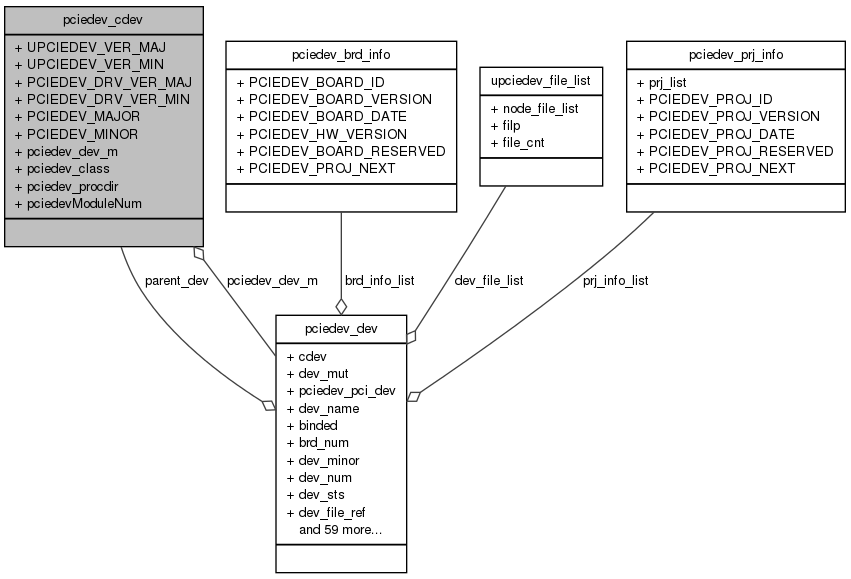 pciedev_cdev
+ UPCIEDEV_VER_MAJ
+ UPCIEDEV_VER_MIN
+ PCIEDEV_DRV_VER_MAJ
+ PCIEDEV_DRV_VER_MIN
+ PCIEDEV_MAJOR
+ PCIEDEV_MINOR
+ pciedev_dev_m
+ pciedev_class
+ pciedev_procdir
+ pciedevModuleNum
pciedev_brd_info
+ PCIEDEV_BOARD_ID
+ PCIEDEV_BOARD_VERSION
+ PCIEDEV_BOARD_DATE
+ PCIEDEV_HW_VERSION
+ PCIEDEV_BOARD_RESERVED
+ PCIEDEV_PROJ_NEXT
upciedev_file_list
+ node_file_list
+ filp
+ file_cnt
pciedev_prj_info
+ prj_list
+ PCIEDEV_PROJ_ID
+ PCIEDEV_PROJ_VERSION
+ PCIEDEV_PROJ_DATE
+ PCIEDEV_PROJ_RESERVED
+ PCIEDEV_PROJ_NEXT
parent_dev
pciedev_dev_m
brd_info_list
dev_file_list
prj_info_list
pciedev_dev
+ cdev
+ dev_mut
+ pciedev_pci_dev
+ dev_name
+ binded
+ brd_num
+ dev_minor
+ dev_num
+ dev_sts
+ dev_file_ref
and 59 more...